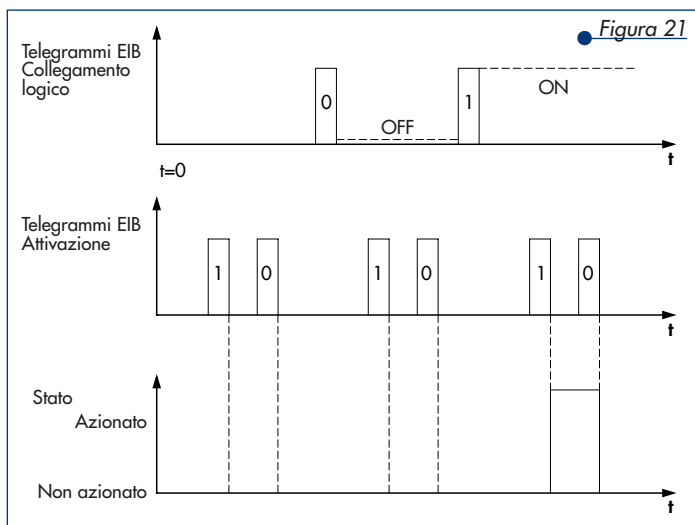 Figura 21
Telegrammi EIB
Collegamento
logico
0
1
OFF
ON
t
t=0
Telegrammi EIB
Attivazione
1
0
1
0
1
0
t
Stato
Azionato
Non azionato
t